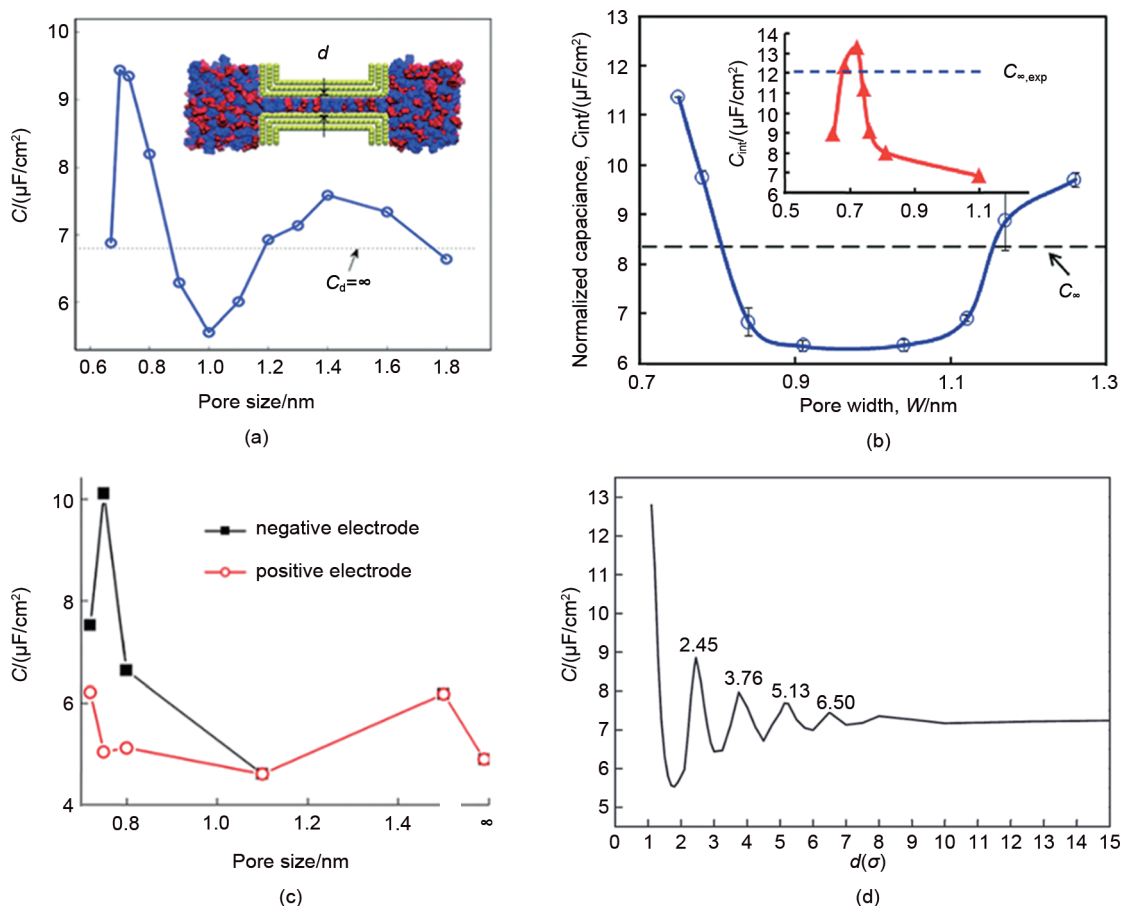 10
9
8
7
6
C/(μF/cm²)
d
C_d=∞
0.6 0.8 1.0 1.2 1.4 1.6 1.8
Pore size/nm
(a)
13
12
11
10
9
8
7
6
Normalized capacitance, Cint/(μF/cm²)
14
13
12
11
10
9
8
7
6
C_int/(μF/cm²)
C_∞,exp
0.5 0.7 0.9 1.1
C_∞
0.7 0.9 1.1 1.3
Pore width, W/nm
(b)
10
8
6
4
C/(μF/cm²)
negative electrode
positive electrode
0.8 1.0 1.2 1.4 ∞
Pore size/nm
(c)
13
12
11
10
9
8
7
6
5
C/(μF/cm²)
2.45
3.76
5.13
6.50
0 1 2 3 4 5 6 7 8 9 10 11 12 13 14 15
d(σ)
(d)